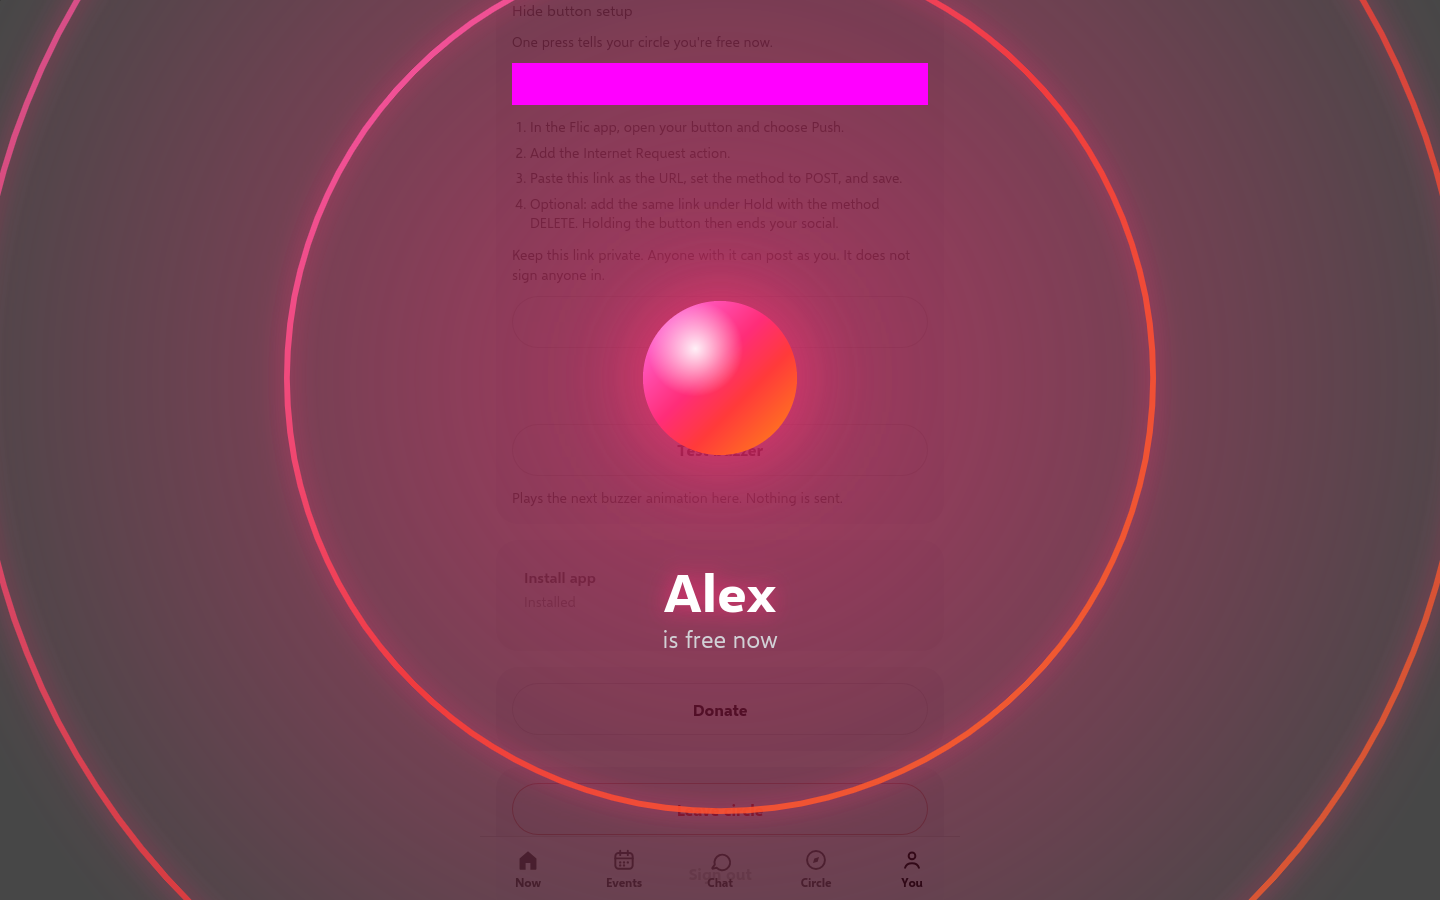 Hide button setup
One press tells your circle you're free now.
1. In the Flic app, open your button and choose Push.
2. Add the Internet Request action.
3. Paste this link as the URL, set the method to POST, and save.
4. Optional: add the same link under Hold with the method
DELETE. Holding the button then ends your social.
Keep this link private. Anyone with it can post as you. It does not
sign anyone in.
Plays the next buzzer animation here. Nothing is sent.
Install app
Installed
Alex
is free now
Donate
Leave circle
Sign out
Now
Events
Chat
Circle
You